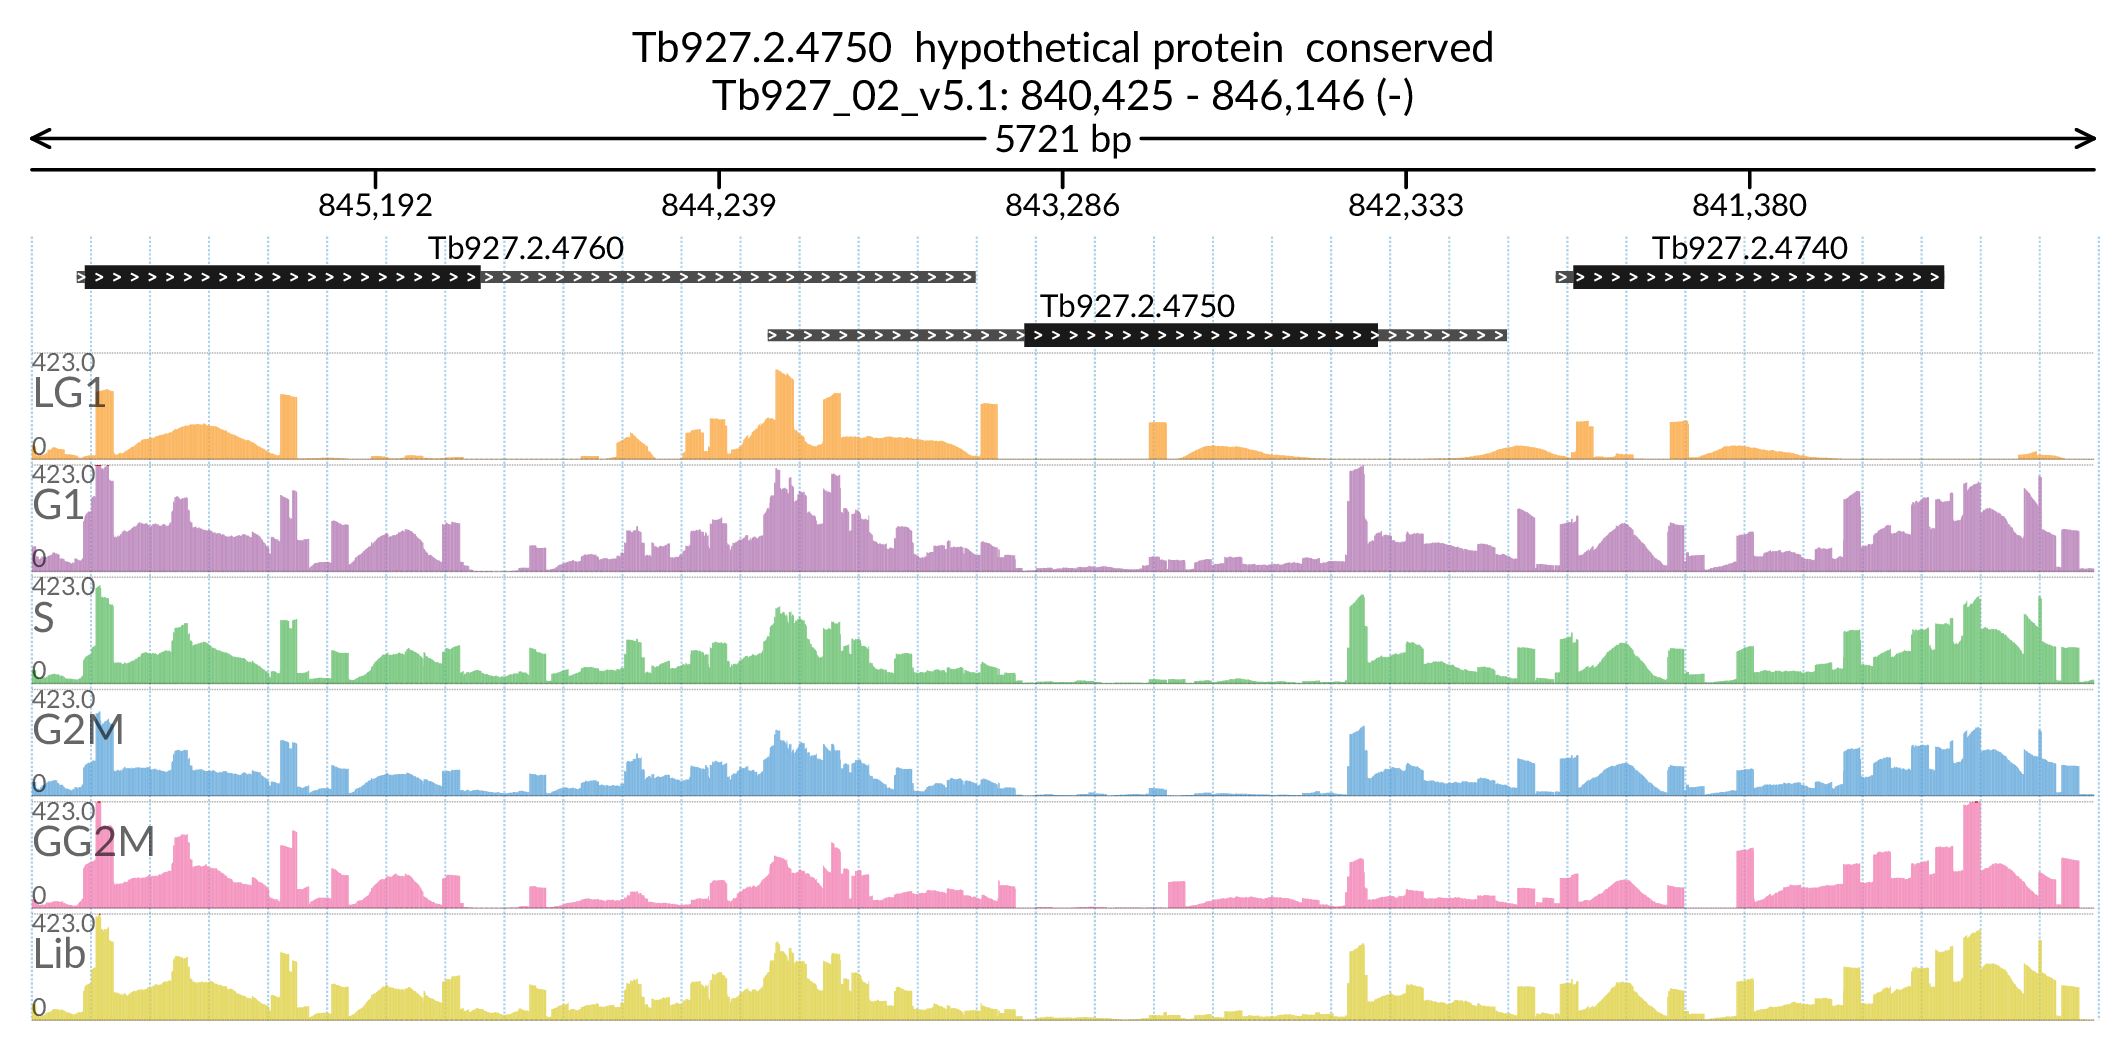 Tb927.2.4750 hypothetical protein conserved
Tb927_02_v5.1: 840,425 - 846,146 (-)
5721 bp
845,192 844,239 843,286 842,333 841,380
Tb927.2.4760 Tb927.2.4740
Tb927.2.4750
423.0
LG1
0
423.0
G1
0
423.0
S
0
423.0
G2M
0
423.0
GG2M
0
423.0
Lib
0